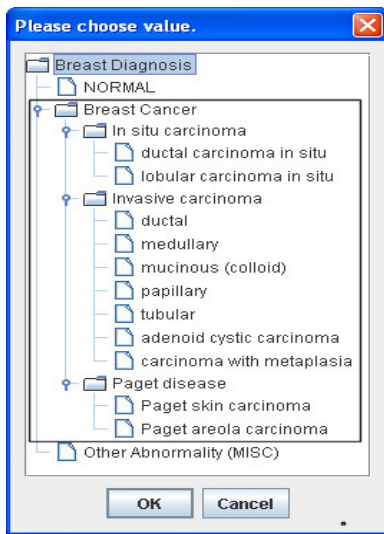 Please choose value.
Breast Diagnosis
NORMAL
Breast Cancer
In situ carcinoma
ductal carcinoma in situ
lobular carcinoma in situ
Invasive carcinoma
ductal
medullary
mucinous (colloid)
papillary
tubular
adenoid cystic carcinoma
carcinoma with metaplasia
Paget disease
Paget skin carcinoma
Paget areola carcinoma
Other Abnormality (MISC)
OK Cancel